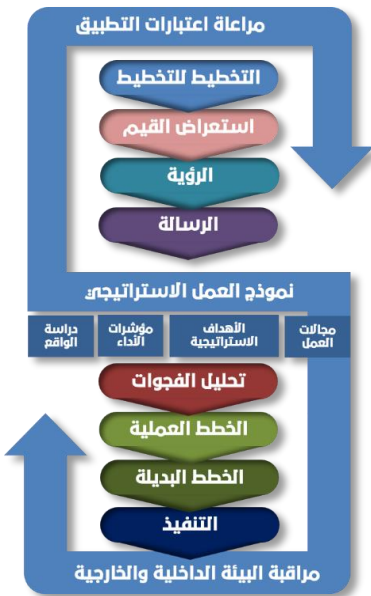 مراعاة اعتبارات التطبيق
التخطيط للتخطيط
استعراض القيم
الرؤية
الرسالة
نموذج العمل الاستراتيجي
مجالات
العمل
الأهداف
الاستراتيجية
مؤشرات
الأداء
دراسة
الواقع
تحليل الفجوات
الخطط العملية
الخطط البديلة
التنفيذ
مراقبة البيئة الداخلية والخارجية